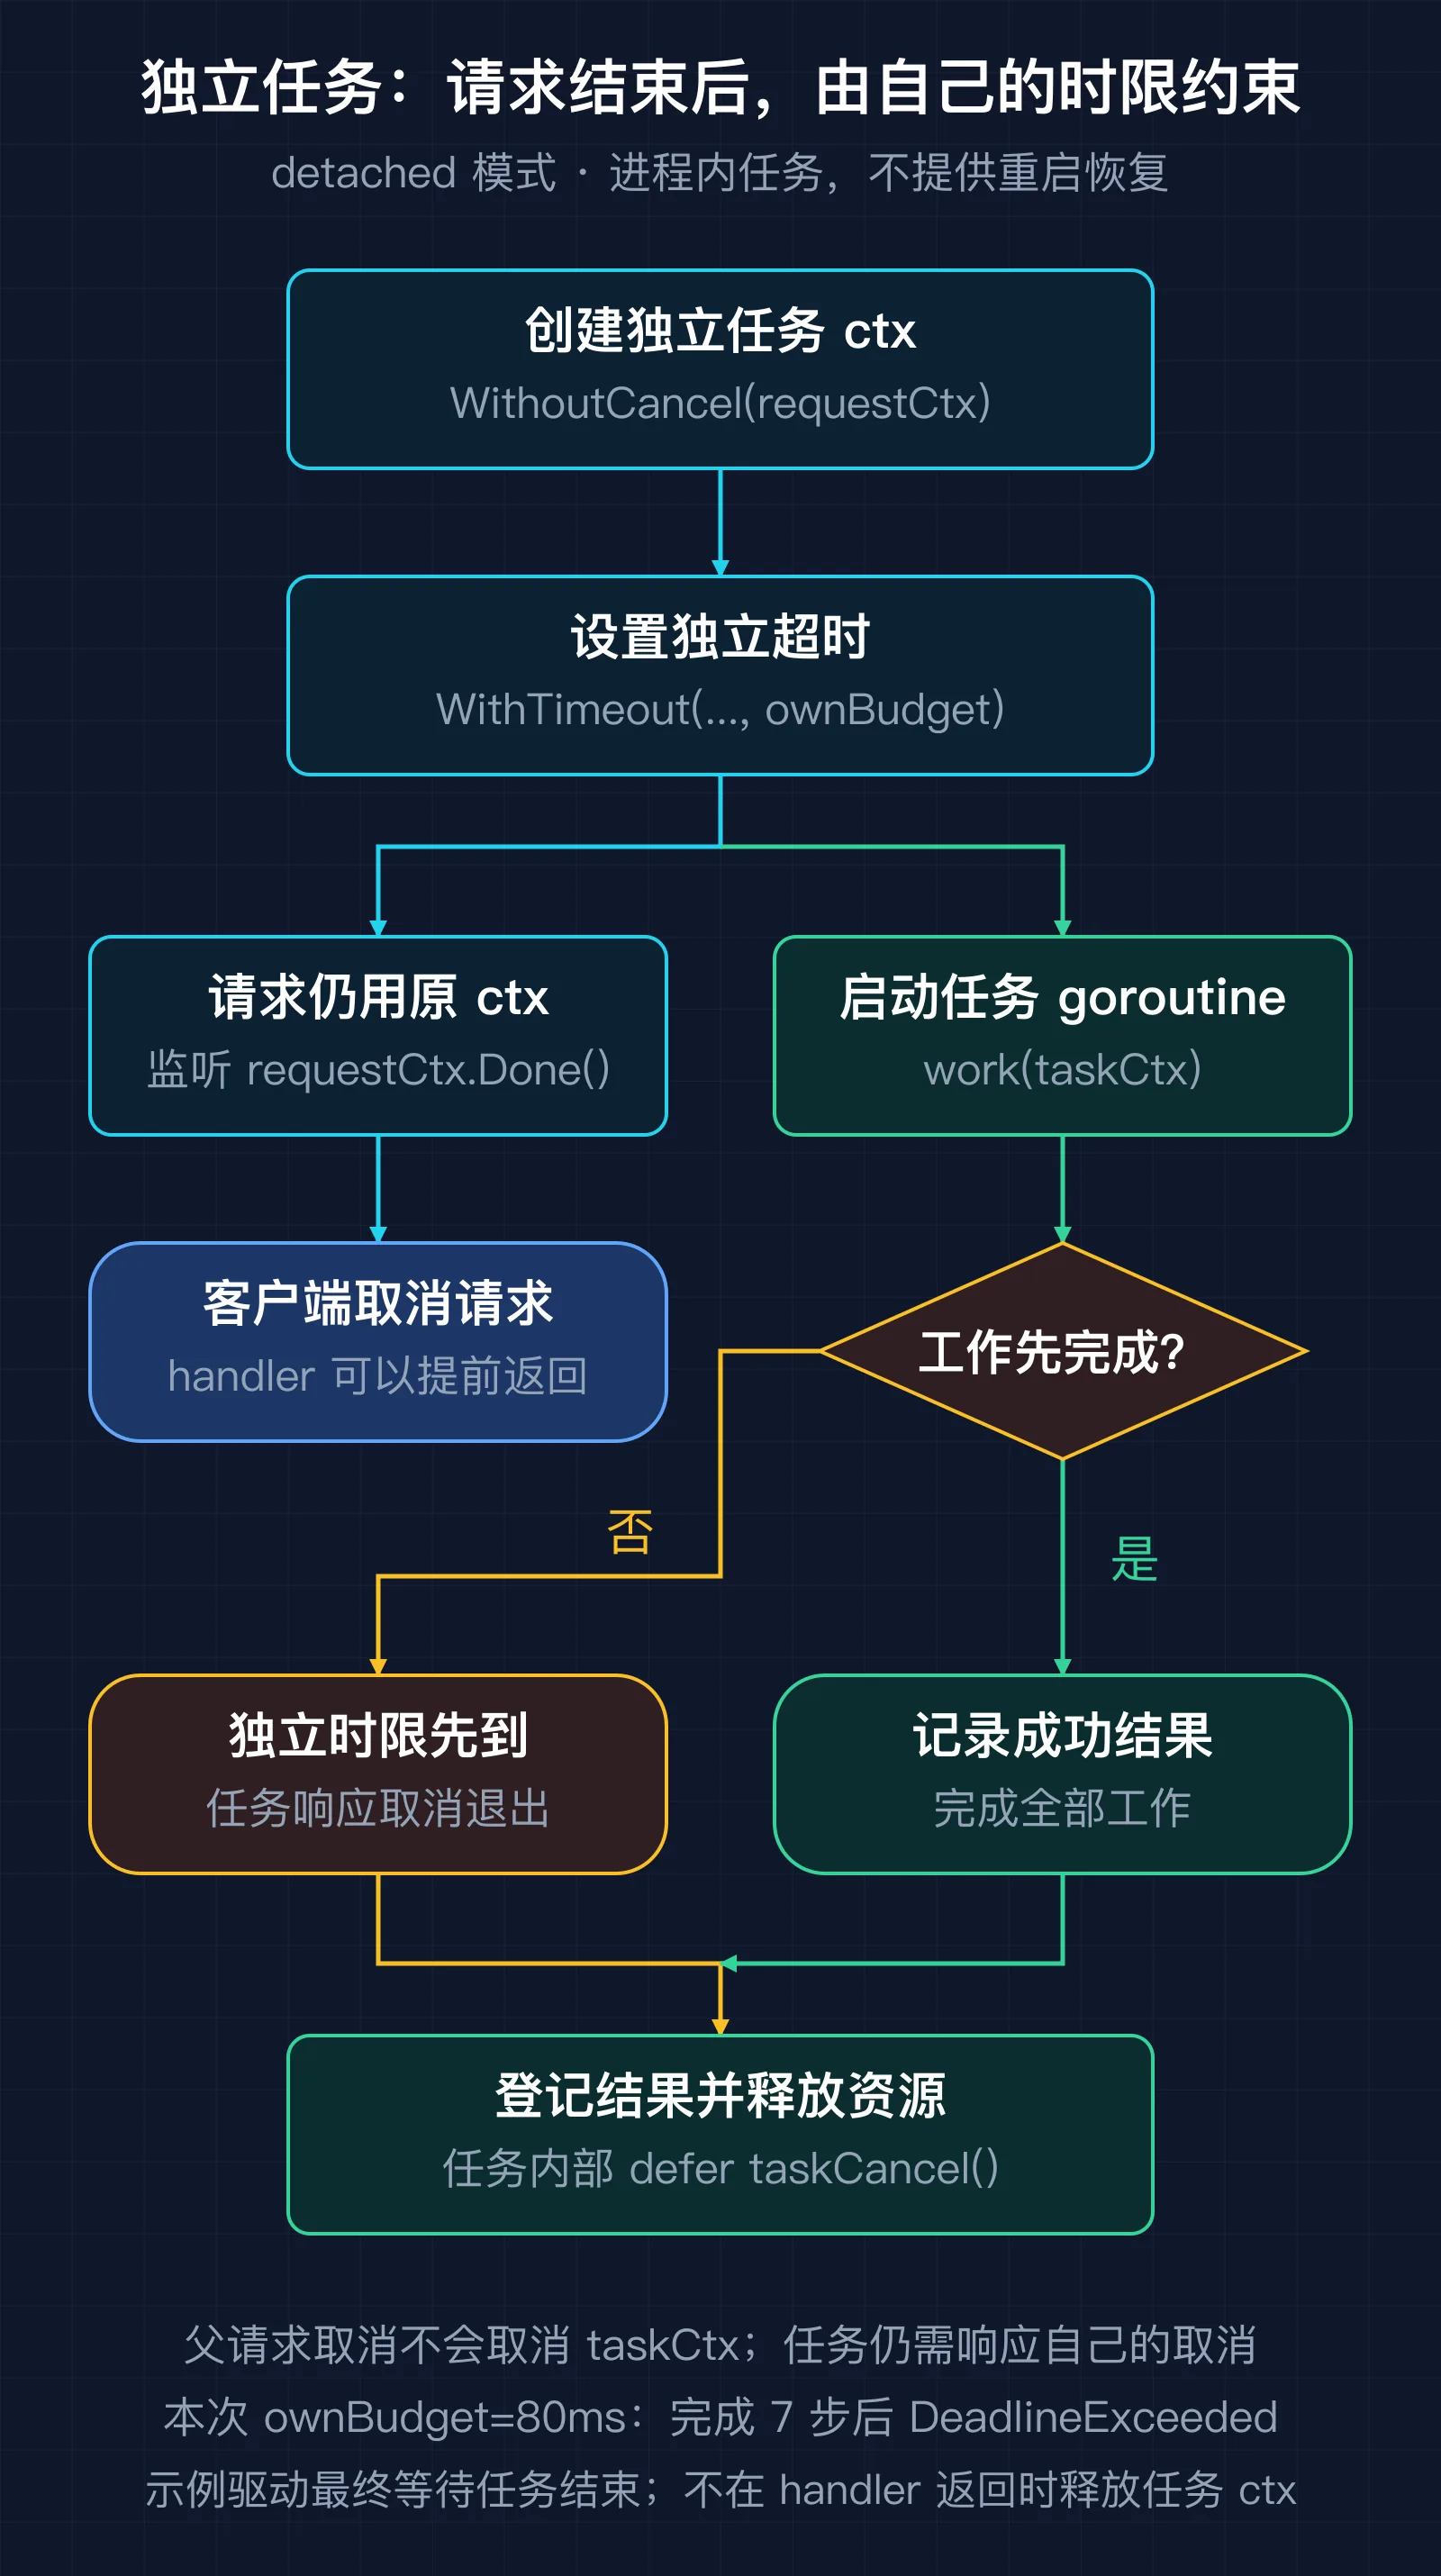 独立任务：请求结束后，由自己的时限约束
detached 模式 · 进程内任务，不提供重启恢复
创建独立任务 ctx
WithoutCancel(requestCtx)
设置独立超时
WithTimeout(..., ownBudget)
请求仍用原 ctx
监听 requestCtx.Done()
启动任务 goroutine
work(taskCtx)
客户端取消请求
handler 可以提前返回
工作先完成?
否
是
独立时限先到
任务响应取消退出
记录成功结果
完成全部工作
登记结果并释放资源
任务内部 defer taskCancel()
父请求取消不会取消 taskCtx；任务仍需响应自己的取消
本次 ownBudget=80ms：完成 7 步后 DeadlineExceeded
示例驱动最终等待任务结束；不在 handler 返回时释放任务 ctx